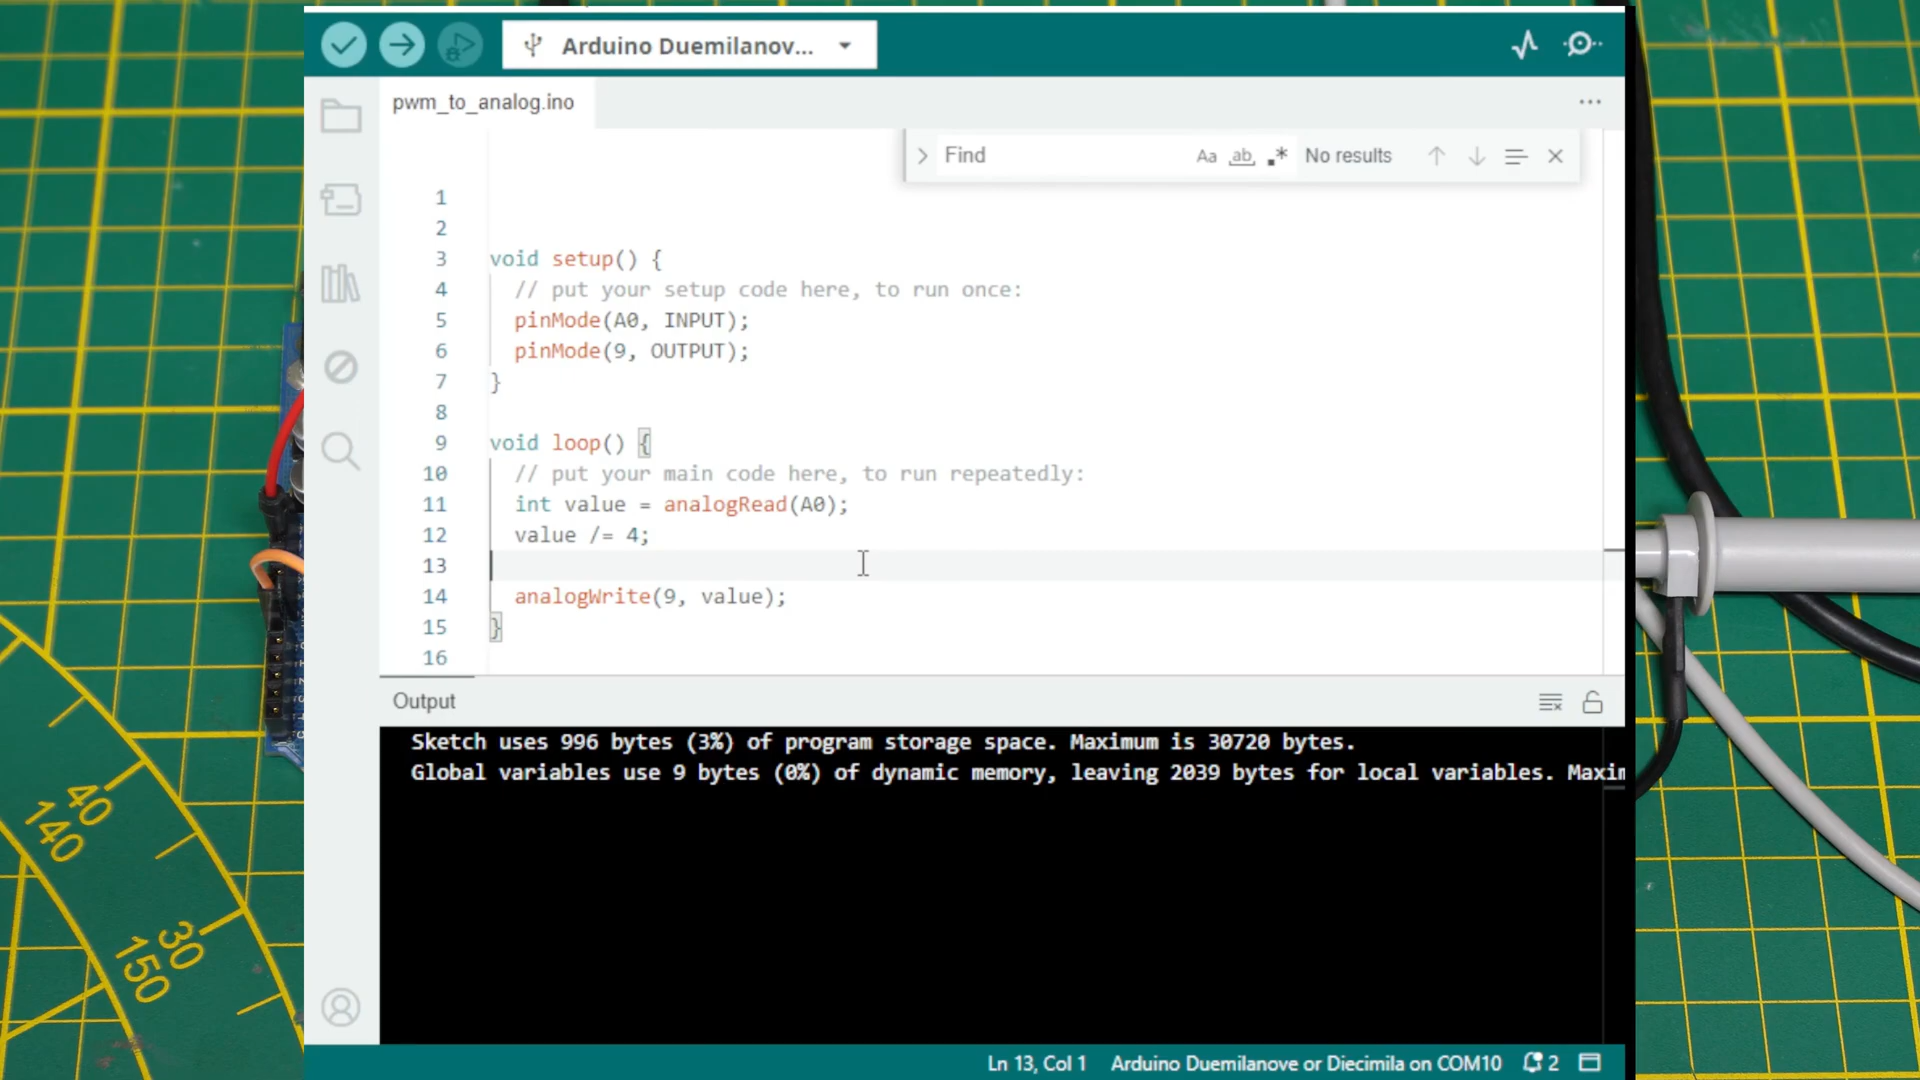 Arduino Duemilanov...
pwm_to_analog.ino
Find
Aa
ab
.*
No results
1
2
3 void setup() {
4 // put your setup code here, to run once:
5 pinMode(A0, INPUT);
6 pinMode(9, OUTPUT);
7 }
8
9 void loop() {
10 // put your main code here, to run repeatedly:
11 int value = analogRead(A0);
12 value /= 4;
13
14 analogWrite(9, value);
15 }
16
Output
Sketch uses 996 bytes (3%) of program storage space. Maximum is 30720 bytes.
Global variables use 9 bytes (0%) of dynamic memory, leaving 2039 bytes for local variables. Maxim
40
140
30
150
Ln 13, Col 1 Arduino Duemilanove or Diecimila on COM10 2